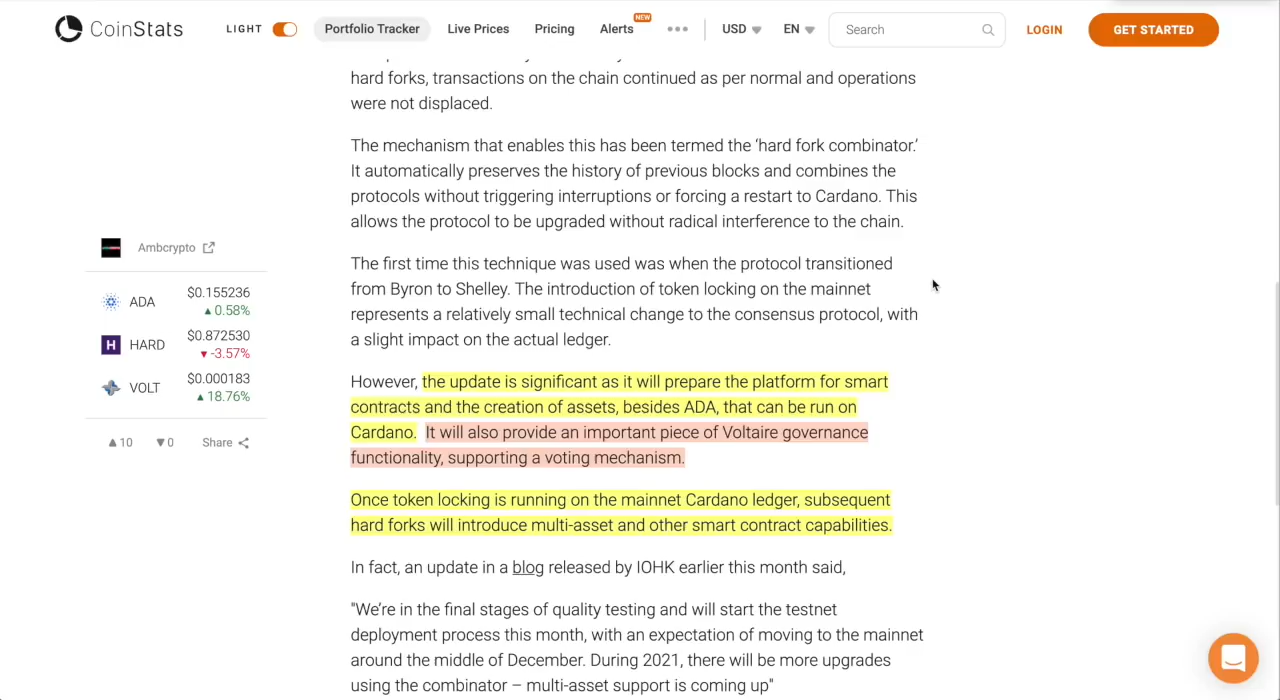 CoinStats
LIGHT
Portfolio Tracker
Live Prices
Pricing
Alerts
NEW
USD
EN
Search
LOGIN
GET STARTED
hard forks, transactions on the chain continued as per normal and operations
were not displaced.
The mechanism that enables this has been termed the ‘hard fork combinator.’
It automatically preserves the history of previous blocks and combines the
protocols without triggering interruptions or forcing a restart to Cardano. This
allows the protocol to be upgraded without radical interference to the chain.
Ambcrypto
ADA
$0.155236
▲ 0.58%
H
HARD
$0.872530
▼ -3.57%
VOLT
$0.000183
▲ 18.76%
▲ 10
▼ 0
Share
The first time this technique was used was when the protocol transitioned
from Byron to Shelley. The introduction of token locking on the mainnet
represents a relatively small technical change to the consensus protocol, with
a slight impact on the actual ledger.
However, the update is significant as it will prepare the platform for smart
contracts and the creation of assets, besides ADA, that can be run on
Cardano. It will also provide an important piece of Voltaire governance
functionality, supporting a voting mechanism.
Once token locking is running on the mainnet Cardano ledger, subsequent
hard forks will introduce multi-asset and other smart contract capabilities.
In fact, an update in a blog released by IOHK earlier this month said,
"We’re in the final stages of quality testing and will start the testnet
deployment process this month, with an expectation of moving to the mainnet
around the middle of December. During 2021, there will be more upgrades
using the combinator – multi-asset support is coming up"